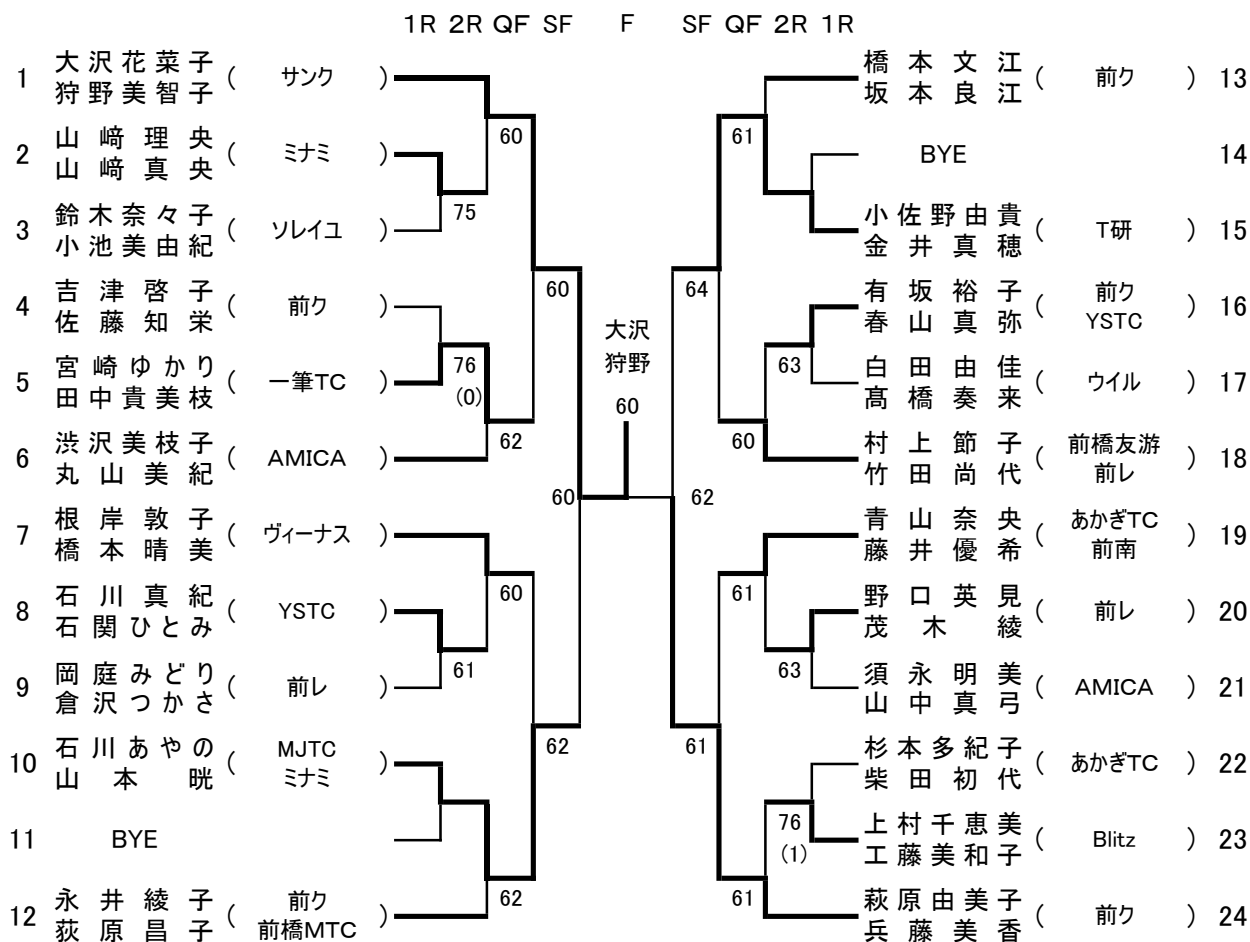 1R 2R QF SF F SF QF 2R 1R
1 大沢花菜子 狩野美智子 ( サンク )
2 山﨑理央 山﨑真央 ( ミナミ )
3 鈴木奈々子 小池美由紀 ( ソレイユ )
4 吉津啓子 佐藤知栄 ( 前ク )
5 宮崎ゆかり 田中貴美枝 ( 一筆TC )
6 渋沢美枝子 丸山美紀 ( AMICA )
7 根岸敦子 橋本晴美 ( ヴィーナス )
8 石川真紀 石関ひとみ ( YSTC )
9 岡庭みどり 倉沢つかさ ( 前レ )
10 石川あやの 山本晄 ( MJTC ミナミ )
11 BYE
12 永井綾子 荻原昌子 ( 前ク 前橋MTC )
60
75
76
(0)
62
60
60
61
62
62
60
大沢
狩野
60
62
61
64
63
60
61
63
61
76
(1)
61
橋本文江 坂本良江 ( 前ク ) 13
BYE 14
小佐野由貴 金井真穂 ( T研 ) 15
有坂裕子 春山真弥 ( 前ク YSTC ) 16
白田由佳 髙橋奏来 ( ウイル ) 17
村上節子 竹田尚代 ( 前橋友游 前レ ) 18
青山奈央 藤井優希 ( あかぎTC 前南 ) 19
野口英見 茂木綾 ( 前レ ) 20
須永明美 山中真弓 ( AMICA ) 21
杉本多紀子 柴田初代 ( あかぎTC ) 22
上村千恵美 工藤美和子 ( Blitz ) 23
萩原由美子 兵藤美香 ( 前ク ) 24